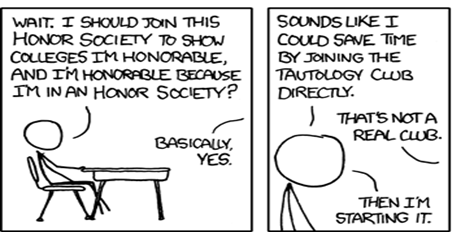 WAIT. I SHOULD JOIN THIS
HONOR SOCIETY TO SHOW
COLLEGES I'M HONORABLE,
AND I'M HONORABLE BECAUSE
I'M IN AN HONOR SOCIETY?
BASICALLY,
YES.
SOUNDS LIKE I
COULD SAVE TIME
BY JOINING THE
TAUTOLOGY CLUB
DIRECTLY.
THAT'S NOT A
REAL CLUB.
THEN I'M
STARTING IT.